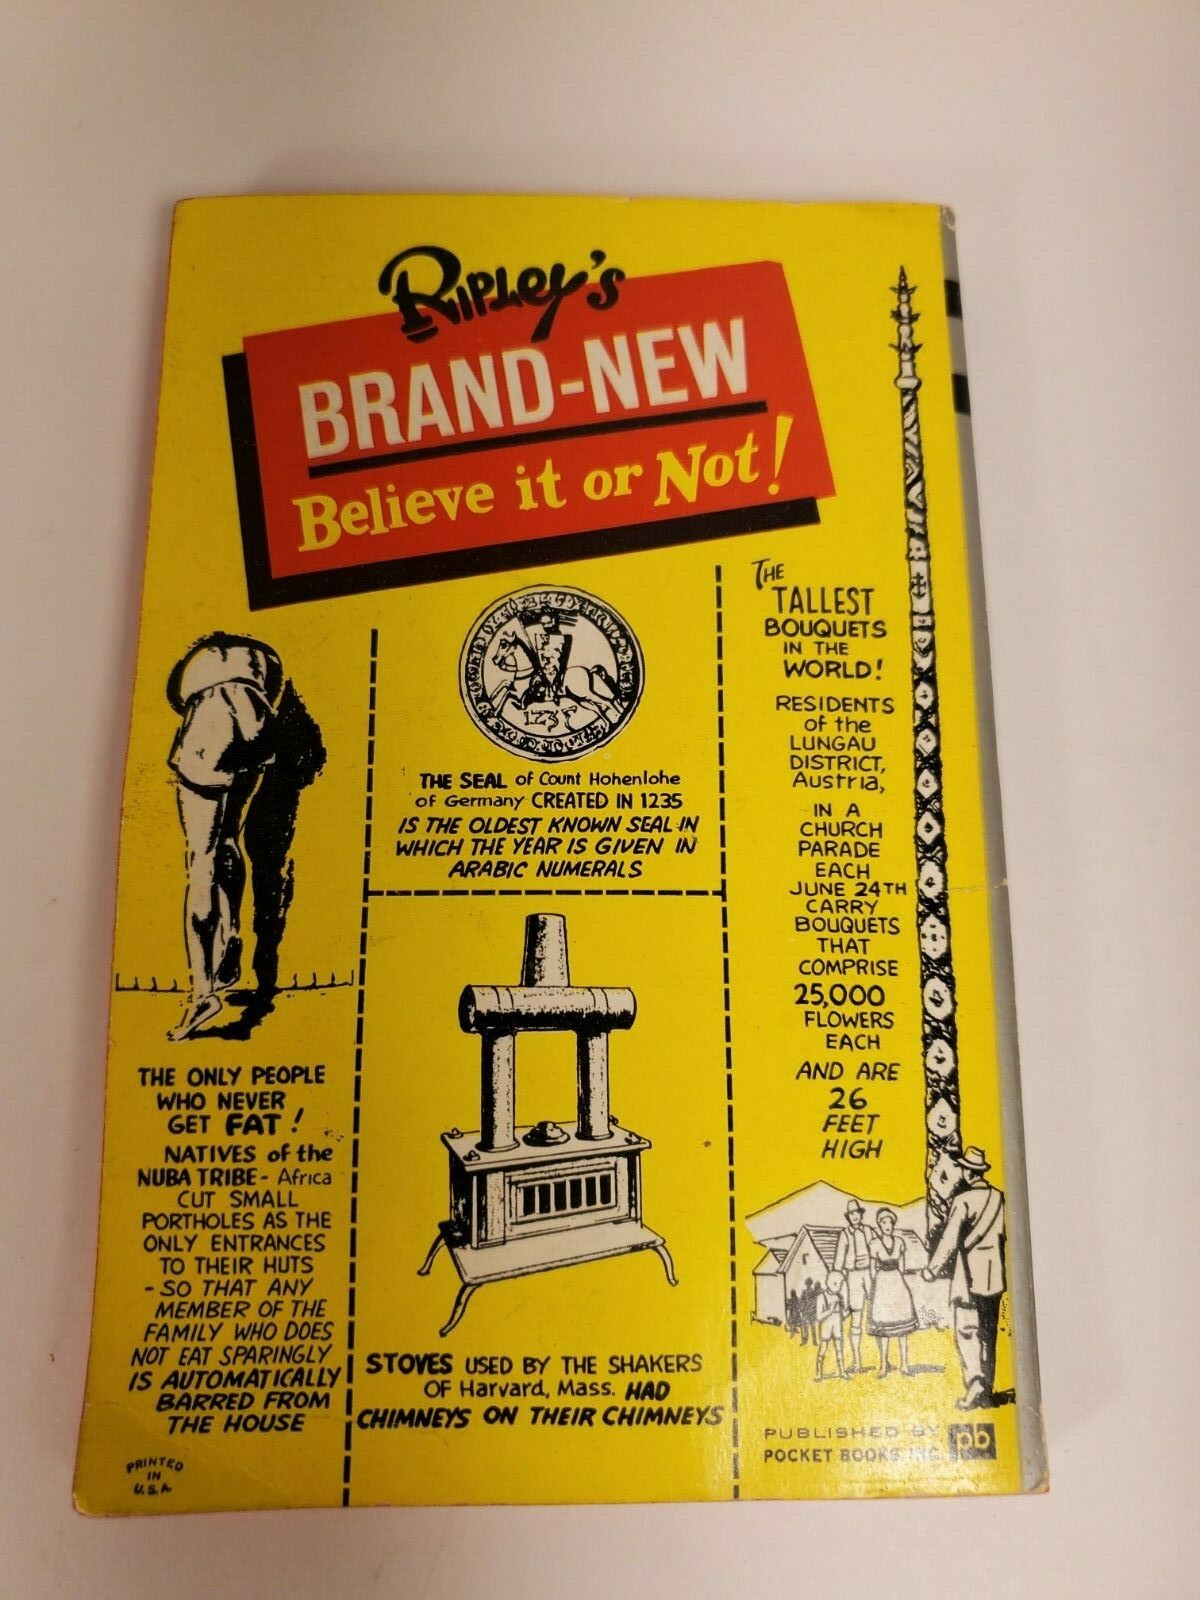 Ripley's
BRAND-NEW
Believe it or Not!
THE ONLY PEOPLE
WHO NEVER
GET FAT!
NATIVES of the
NUBA TRIBE - Africa
CUT SMALL
PORTHOLES AS THE
ONLY ENTRANCES
TO THEIR HUTS
- SO THAT ANY
MEMBER OF THE
FAMILY WHO DOES
NOT EAT SPARINGLY
IS AUTOMATICALLY
BARRED FROM
THE HOUSE
PRINTED
IN
U.S.A
1235
THE SEAL of Count Hohenlohe
of Germany CREATED IN 1235
IS THE OLDEST KNOWN SEAL IN
WHICH THE YEAR IS GIVEN IN
ARABIC NUMERALS
STOVES USED BY THE SHAKERS
OF Harvard, Mass. HAD
CHIMNEYS ON THEIR CHIMNEYS
THE
TALLEST
BOUQUETS
IN THE
WORLD!
RESIDENTS
of the
LUNGAU
DISTRICT,
Austria,
IN A
CHURCH
PARADE
EACH
JUNE 24TH
CARRY
BOUQUETS
THAT
COMPRISE
25,000
FLOWERS
EACH
AND ARE
26
FEET
HIGH
PUBLISHED BY
POCKET BOOKS, INC.
pb